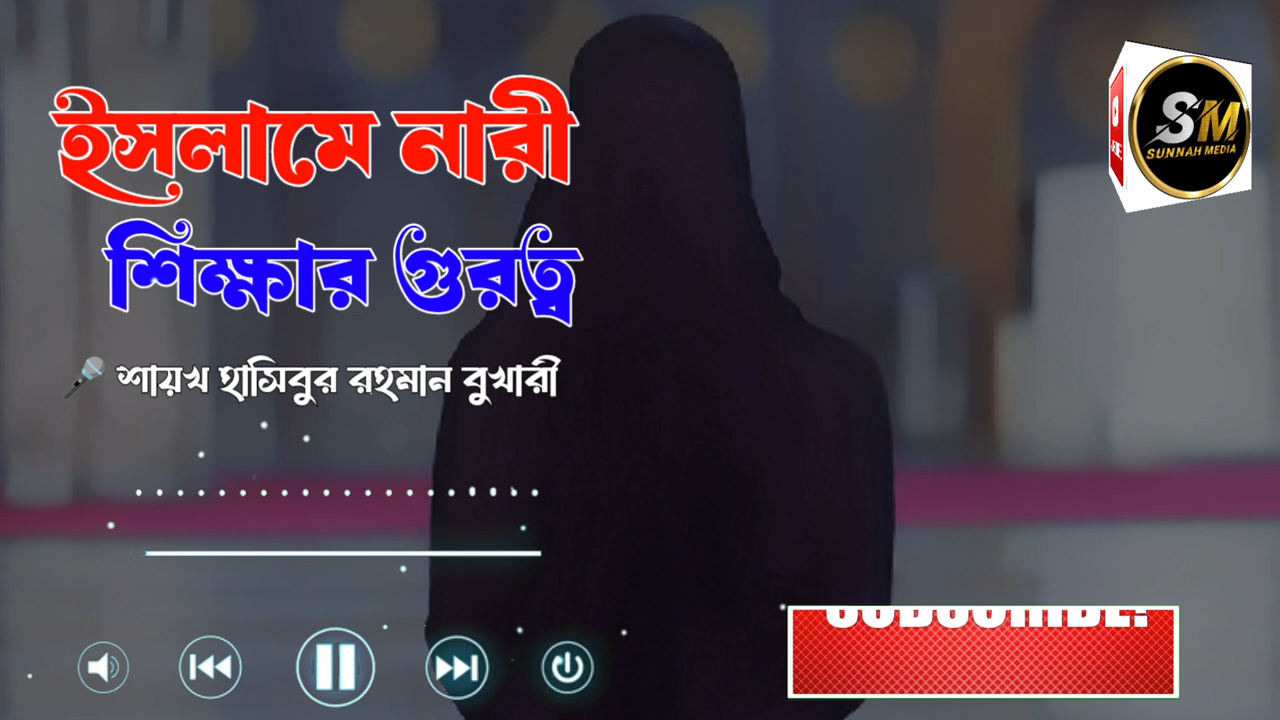 ইসলামে নারী
শিক্ষার গুরত্ব
শায়খ হাসিবুর রহমান বুখারী
SM
SUNNAH MEDIA